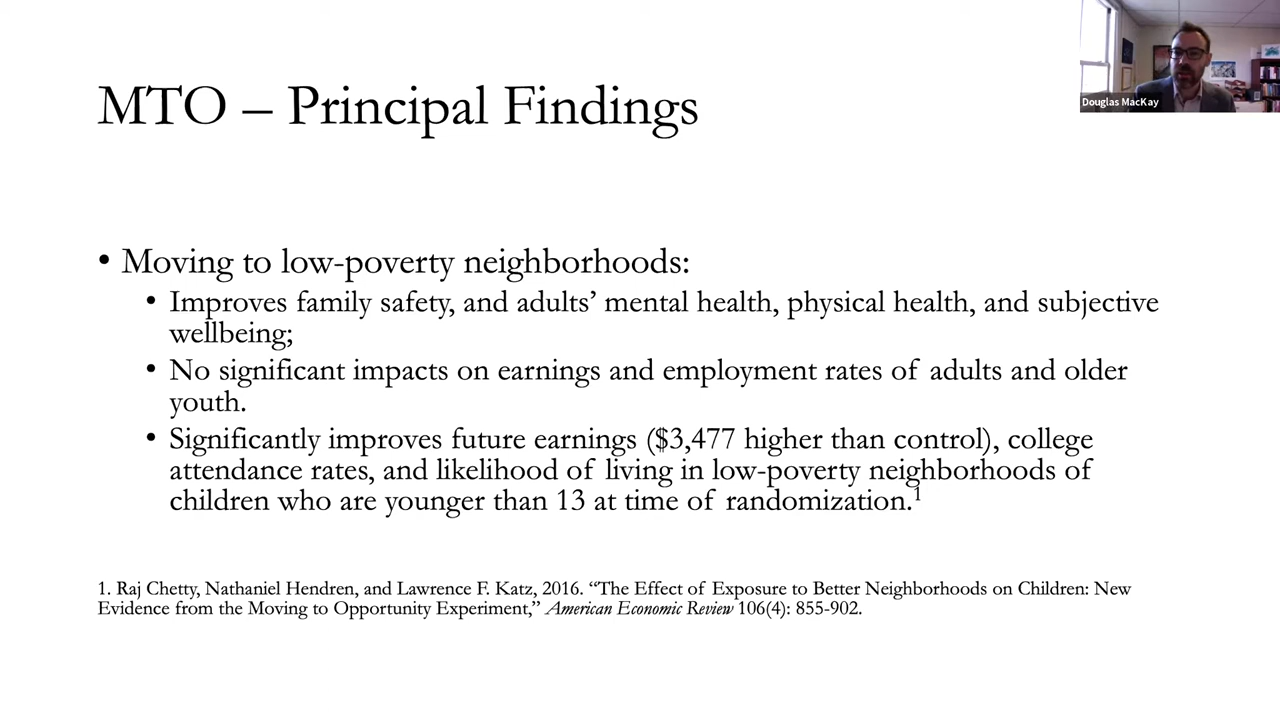 MTO – Principal Findings
Douglas MacKay
• Moving to low-poverty neighborhoods:
• Improves family safety, and adults’ mental health, physical health, and subjective
wellbeing;
• No significant impacts on earnings and employment rates of adults and older
youth.
• Significantly improves future earnings ($3,477 higher than control), college
attendance rates, and likelihood of living in low-poverty neighborhoods of
children who are younger than 13 at time of randomization.1
1. Raj Chetty, Nathaniel Hendren, and Lawrence F. Katz, 2016. “The Effect of Exposure to Better Neighborhoods on Children: New
Evidence from the Moving to Opportunity Experiment,” American Economic Review 106(4): 855-902.